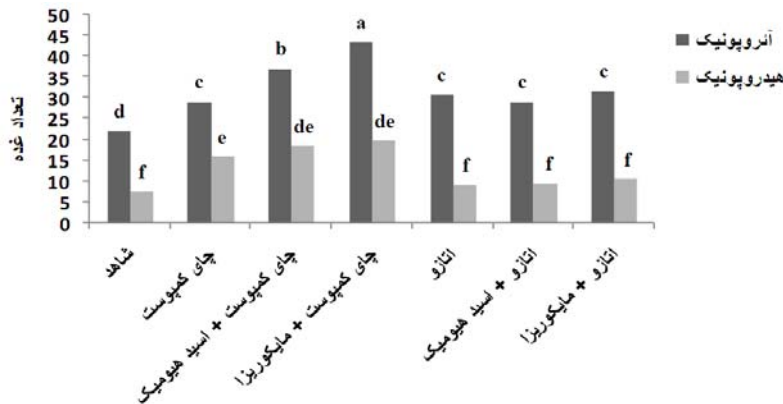 50
45
40
35
30
25
20
15
10
5
0
تعداد غده
d
f
c
e
b
de
a
de
c
f
c
f
c
f
آئروپونیک
هیدروپونیک
شاهد
چای کمپوست
چای کمپوست + اسید هیومیک
چای کمپوست + مایکوریزا
اتازو
اتازو + اسید هیومیک
اتازو + مایکوریزا